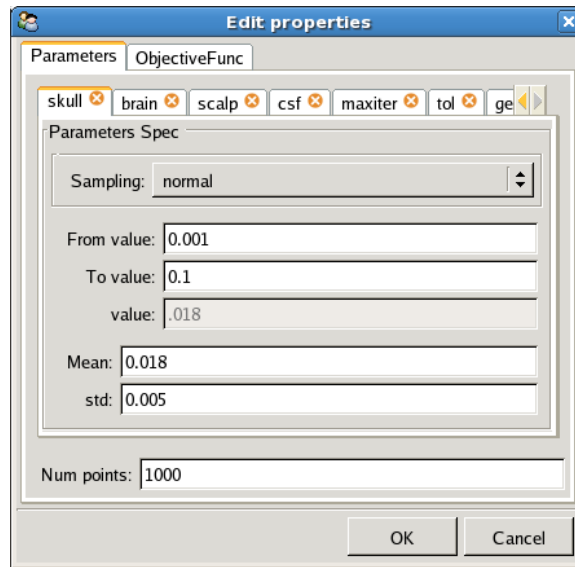 Edit properties
Parameters ObjectiveFunc
skull brain scalp csf maxiter tol ge
Parameters Spec
Sampling: normal
From value: 0.001
To value: 0.1
value: .018
Mean: 0.018
std: 0.005
Num points: 1000
OK Cancel